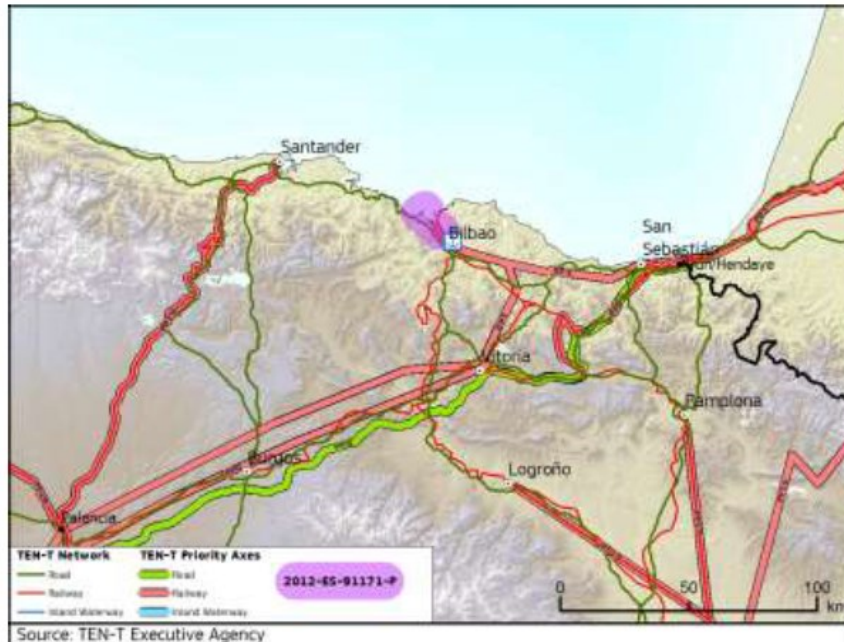 Santander
Bilbao
San
Sebastián
Irun/Hendaye
Vitoria
Pamplona
Burgos
Logroño
Palencia
TEN-T Network
TEN-T Priority Axes
Road
Road
2012-ES-91171-P
Railway
Railway
Inland Waterway
Inland Waterway
0
50
100
km
Source: TEN-T Executive Agency